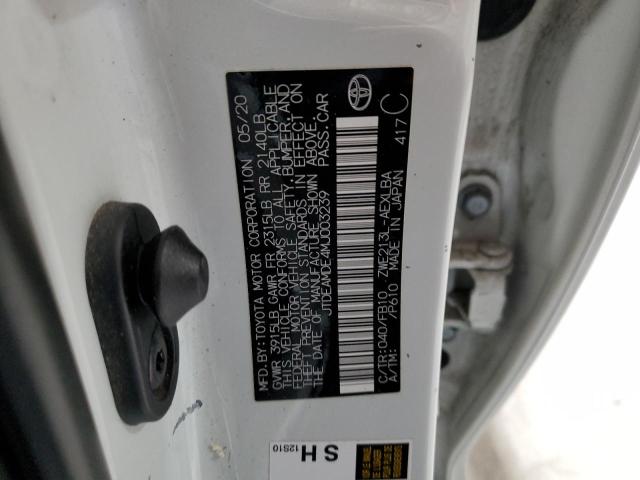 MFD.BY:TOYOTA MOTOR CORPORATION 05/20
GVWR 3915LB GAWR FR 2315LB RR 2140LB
THIS VEHICLE CONFORMS TO ALL APPLICABLE
FEDERAL MOTOR VEHICLE SAFETY,BUMPER,AND
THEFT PREVENTION STANDARDS IN EFFECT ON
THE DATE OF MANUFACTURE SHOWN ABOVE.
JTDEAMDE4MJ003239 PASS.CAR
C/TR:040/FB10 ZWE213L-AEXLBA
A/TM: /P610 MADE IN JAPAN
417C
SH
12S10